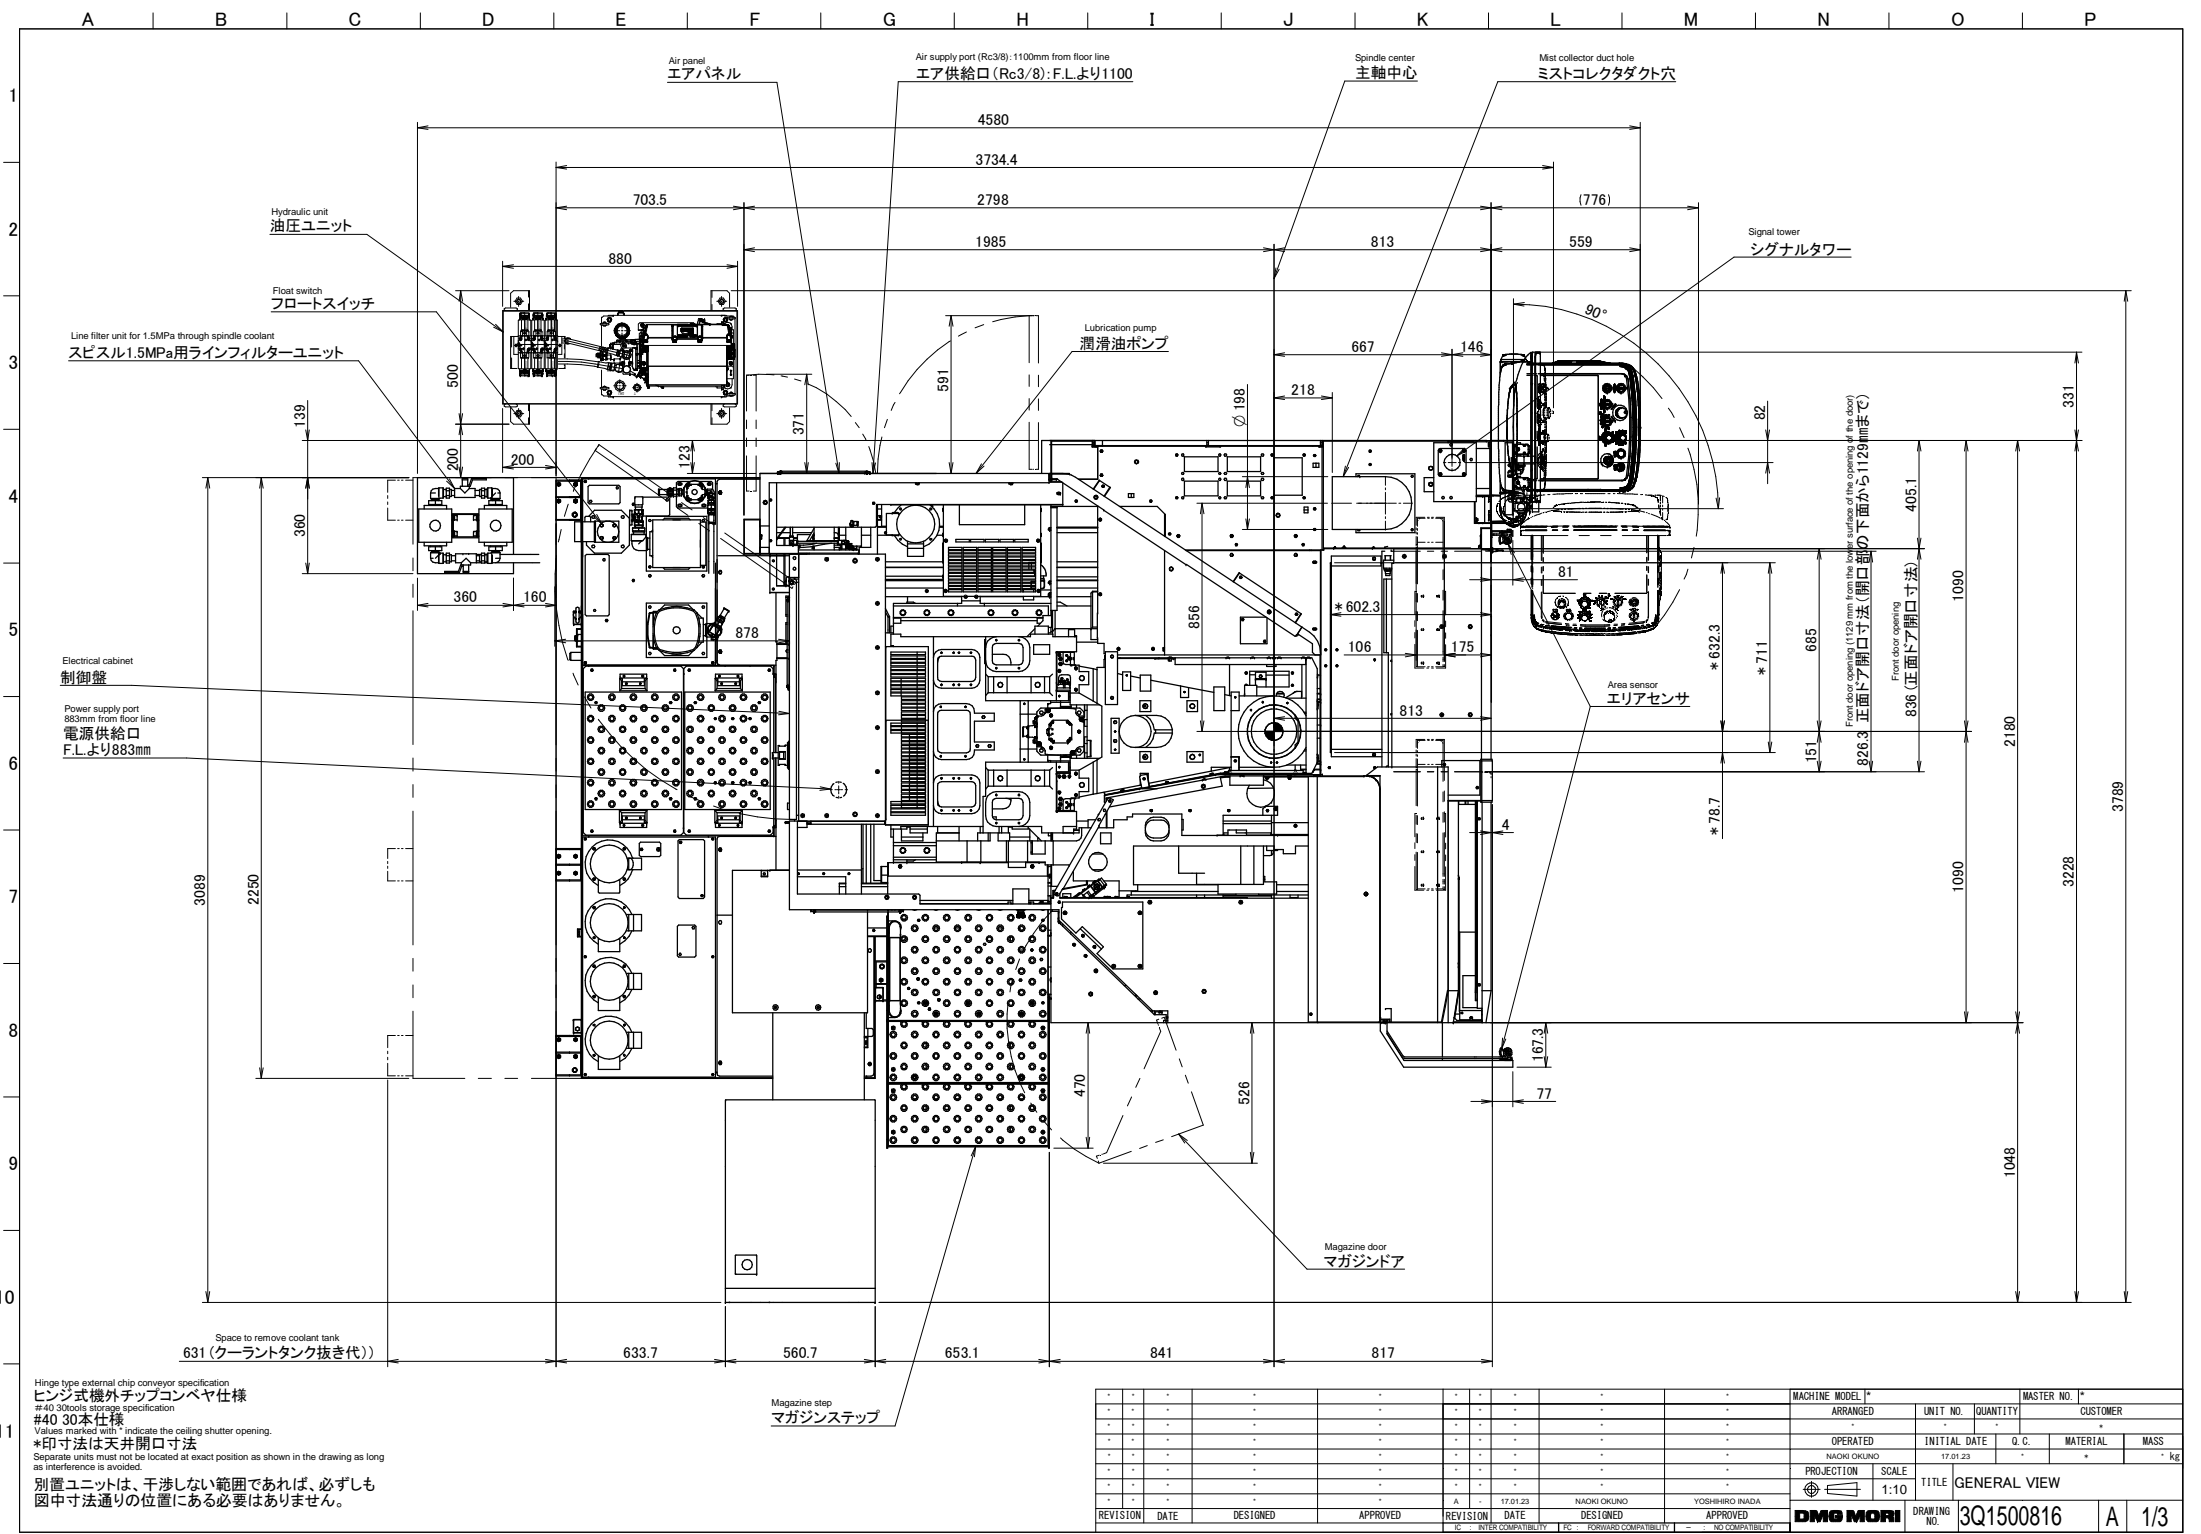 A B C D E F G H I J K L M N O P
1
2
3
4
5
6
7
8
9
10
11
Air panel
エアパネル
Air supply port (Rc3/8): 1100mm from floor line
エア供給口(Rc3/8):F.L.より1100
Spindle center
主軸中心
Mist collector duct hole
ミストコレクタダクト穴
4580
3734.4
703.5
2798
(776)
1985
813
559
Hydraulic unit
油圧ユニット
Signal tower
シグナルタワー
880
Float switch
フロートスイッチ
90°
Line filter unit for 1.5MPa through spindle coolant
スピスル1.5MPa用ラインフィルターユニット
Lubrication pump
潤滑油ポンプ
667
146
500
591
371
218
∅198
139
82
331
200
200
123
360
405.1
360
160
81
856
*602.3
878
106
175
*632.3
*711
685
1090
Front door opening (1129 mm from the lower surface of the opening of the door)
826.3 正面ドア開口寸法(開口部の下面から1129mmまで)
Front door opening
836(正面ドア開口寸法)
Electrical cabinet
制御盤
Area sensor
エリアセンサ
Power supply port
883mm from floor line
電源供給口
F.L.より883mm
813
151
2180
3789
*78.7
4
3089
2250
1090
3228
167.3
470
526
77
1048
Magazine door
マガジンドア
Space to remove coolant tank
631(クーラントタンク抜き代))
633.7
560.7
653.1
841
817
Hinge type external chip conveyor specification
ヒンジ式機外チップコンベヤ仕様
#40 30tools storage specification
#40 30本仕様
Values marked with * indicate the ceiling shutter opening.
*印寸法は天井開口寸法
Separate units must not be located at exact position as shown in the drawing as long
as interference is avoided.
別置ユニットは、干渉しない範囲であれば、必ずしも
図中寸法通りの位置にある必要はありません。
Magazine step
マガジンステップ
MACHINE MODEL *
MASTER NO. *
ARRANGED
UNIT NO.
QUANTITY
CUSTOMER
OPERATED
INITIAL DATE
Q.C.
MATERIAL
MASS
NAOKI OKUNO
17.01.23
kg
PROJECTION
SCALE
1:10
TITLE GENERAL VIEW
A - 17.01.23 NAOKI OKUNO YOSHIHIRO INADA
REVISION DATE DESIGNED APPROVED REVISION DATE DESIGNED APPROVED
IC : INTER COMPATIBILITY FC : FORWARD COMPATIBILITY - : NO COMPATIBILITY
DMG MORI
DRAWING NO. 3Q1500816 A 1/3